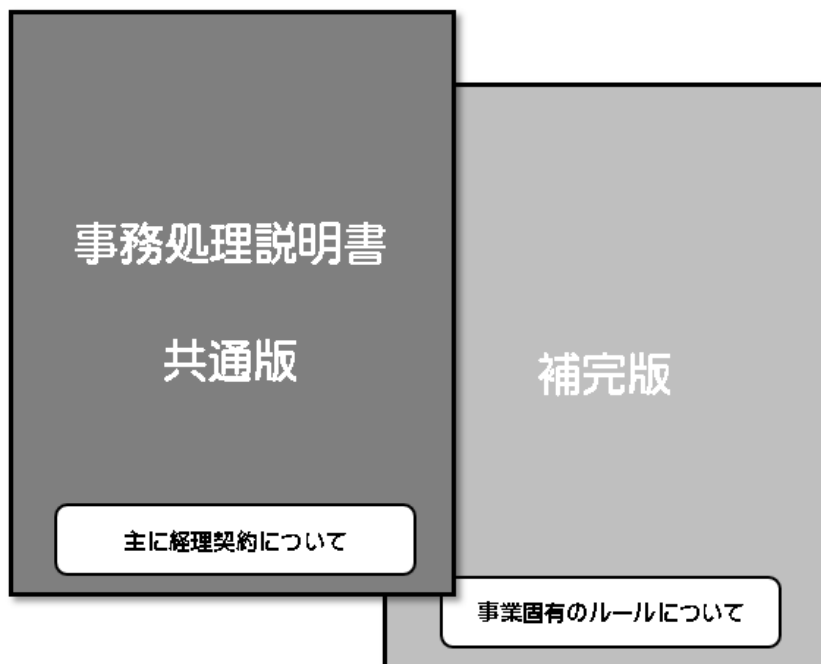 事務処理説明書
共通版
主に経理契約について
補完版
事業固有のルールについて